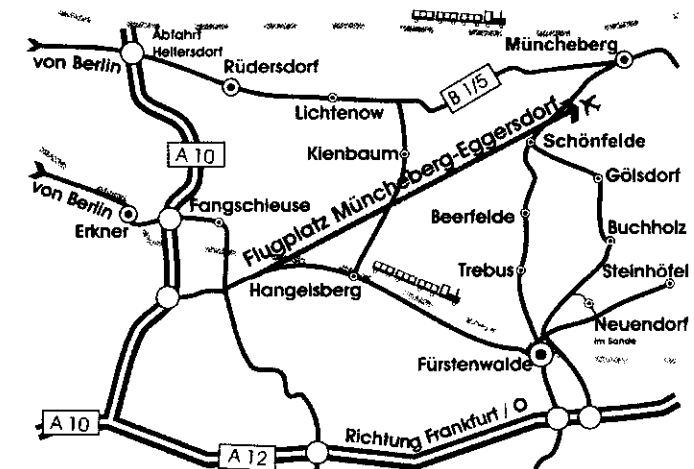 Abfahrt
Hellersdorf
Müncheberg
von Berlin
Rüdersdorf
B 1/5
Lichtenow
A 10
Kienbaum
Schönfelde
Flugplatz Müncheberg-Eggersdorf
Gölsdorf
von Berlin
Fangschleuse
Erkner
Beerfelde
Buchholz
Trebus
Steinhöfel
Hangelsberg
Neuendorf
im Sande
Fürstenwalde
A 10
Richtung Frankfurt / O
A 12